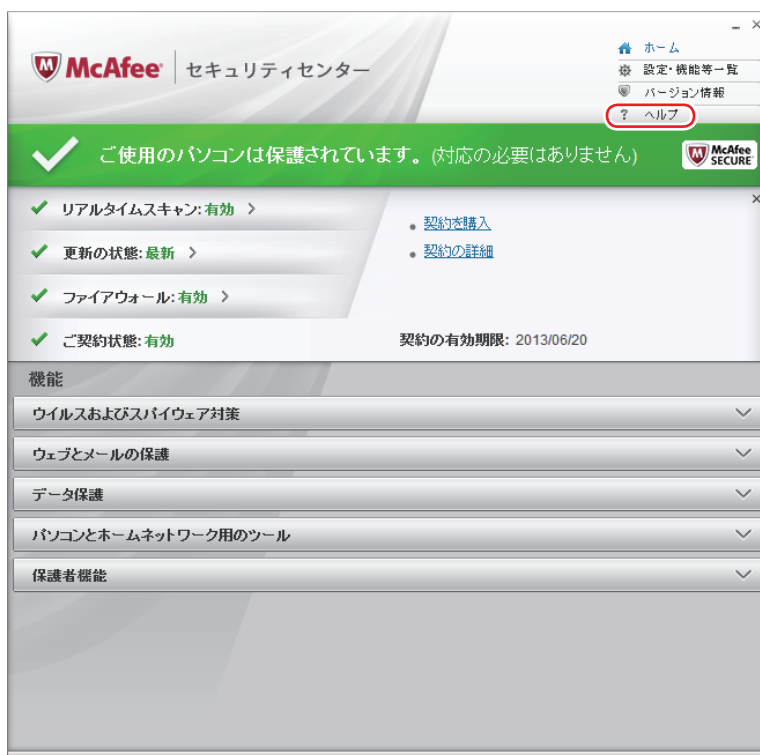 McAfee セキュリティセンター
ホーム
設定・機能等一覧
バージョン情報
? ヘルプ
ご使用のパソコンは保護されています。(対応の必要はありません)
McAfee
SECURE
リアルタイムスキャン:有効
更新の状態:最新
ファイアウォール:有効
ご契約状態:有効
契約を購入
契約の詳細
契約の有効期限: 2013/06/20
機能
ウイルスおよびスパイウェア対策
ウェブとメールの保護
データ保護
パソコンとホームネットワーク用のツール
保護者機能